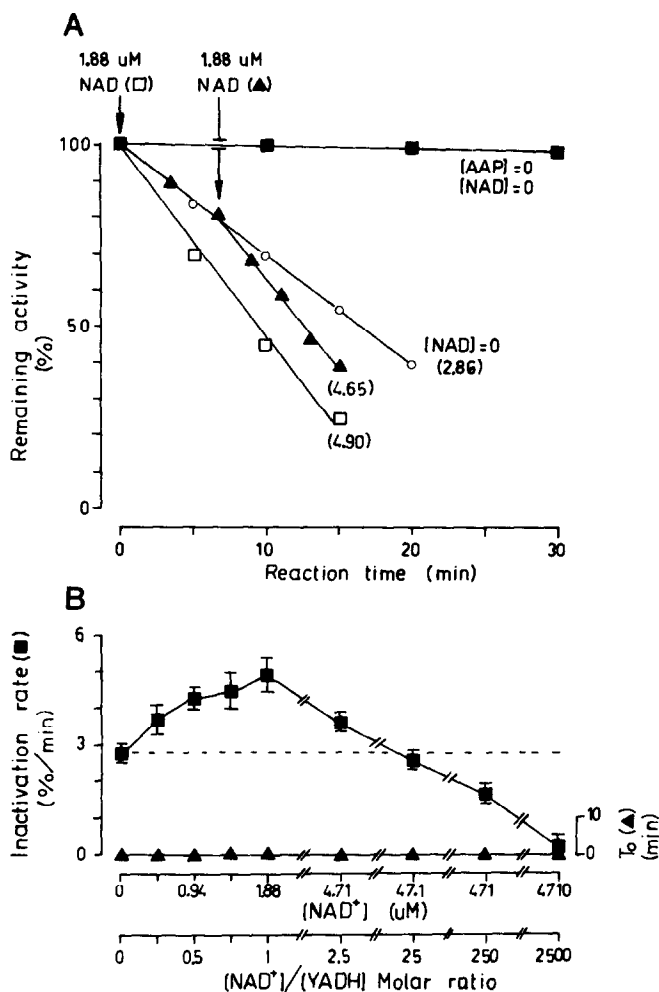 A
1.88 uM
NAD (□)
1.88 uM
NAD (▲)
100
50
0
Remaining activity
(%)
[AAP]=0
[NAD]=0
[NAD]=0
(2.86)
(4.65)
(4.90)
0
10
20
30
Reaction time (min)
B
6
3
0
Inactivation rate (■)
(%/min)
10
0
To (▲)
(min)
0
0.94
1.88
4.71
47.1
471
4710
[NAD+] (uM)
0
0.5
1
2.5
25
250
2500
[NAD+]/(YADH) Molar ratio